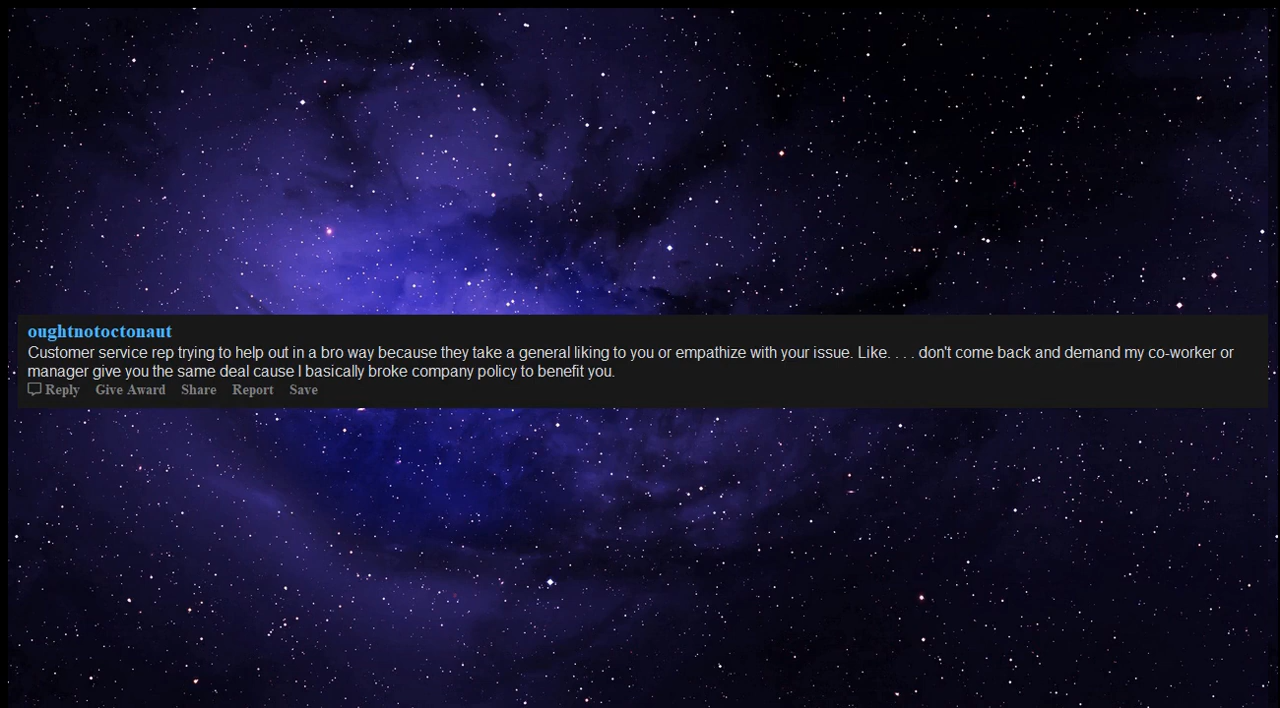 oughtnotoctonaut
Customer service rep trying to help out in a bro way because they take a general liking to you or empathize with your issue. Like. . . . don't come back and demand my co-worker or
manager give you the same deal cause I basically broke company policy to benefit you.
Reply Give Award Share Report Save